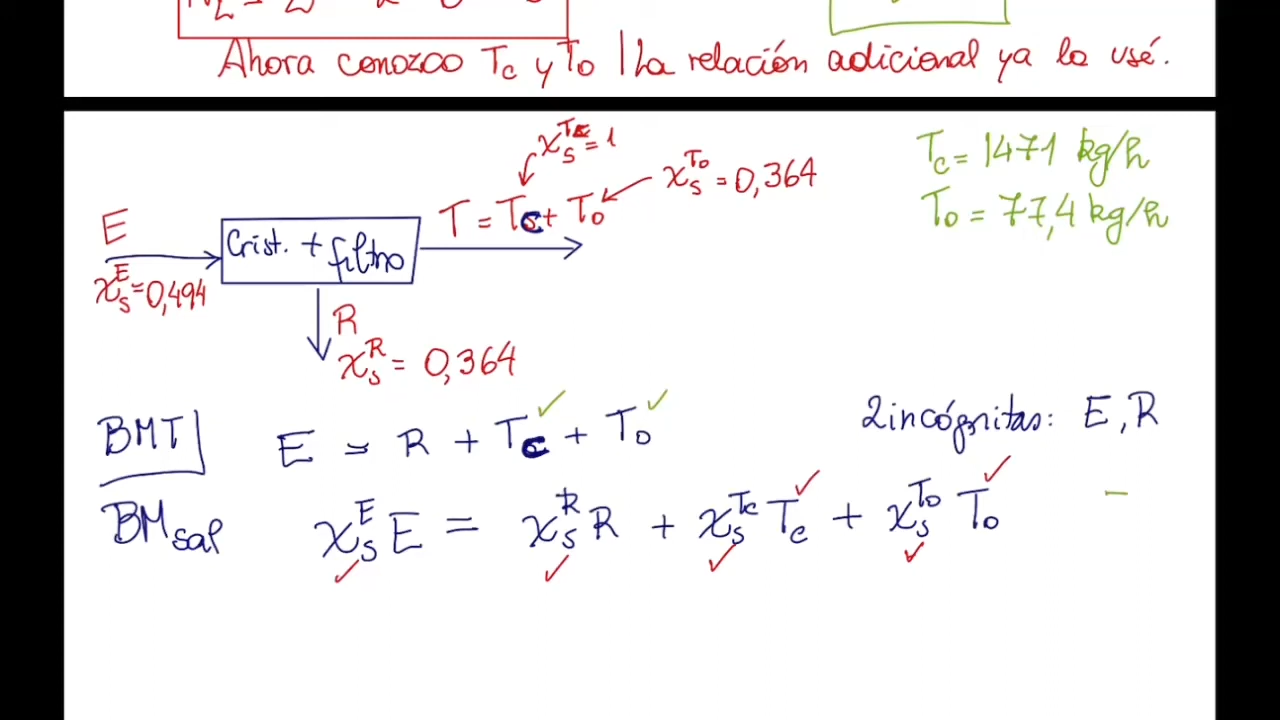 Ahora conozco Tc y To | La relación adicional ya la usé.
x_s^Tc = 1
x_s^To = 0,364
Tc = 1471 kg/h
To = 77,4 kg/h
E
T = Tc + To
Crist. + filtro
x_s^E = 0,494
R
x_s^R = 0,364
BMT E = R + Tc ✓ + To ✓
2 incógnitas: E, R
BM sal x_s^E E = x_s^R R + x_s^Tc Tc + x_s^To To